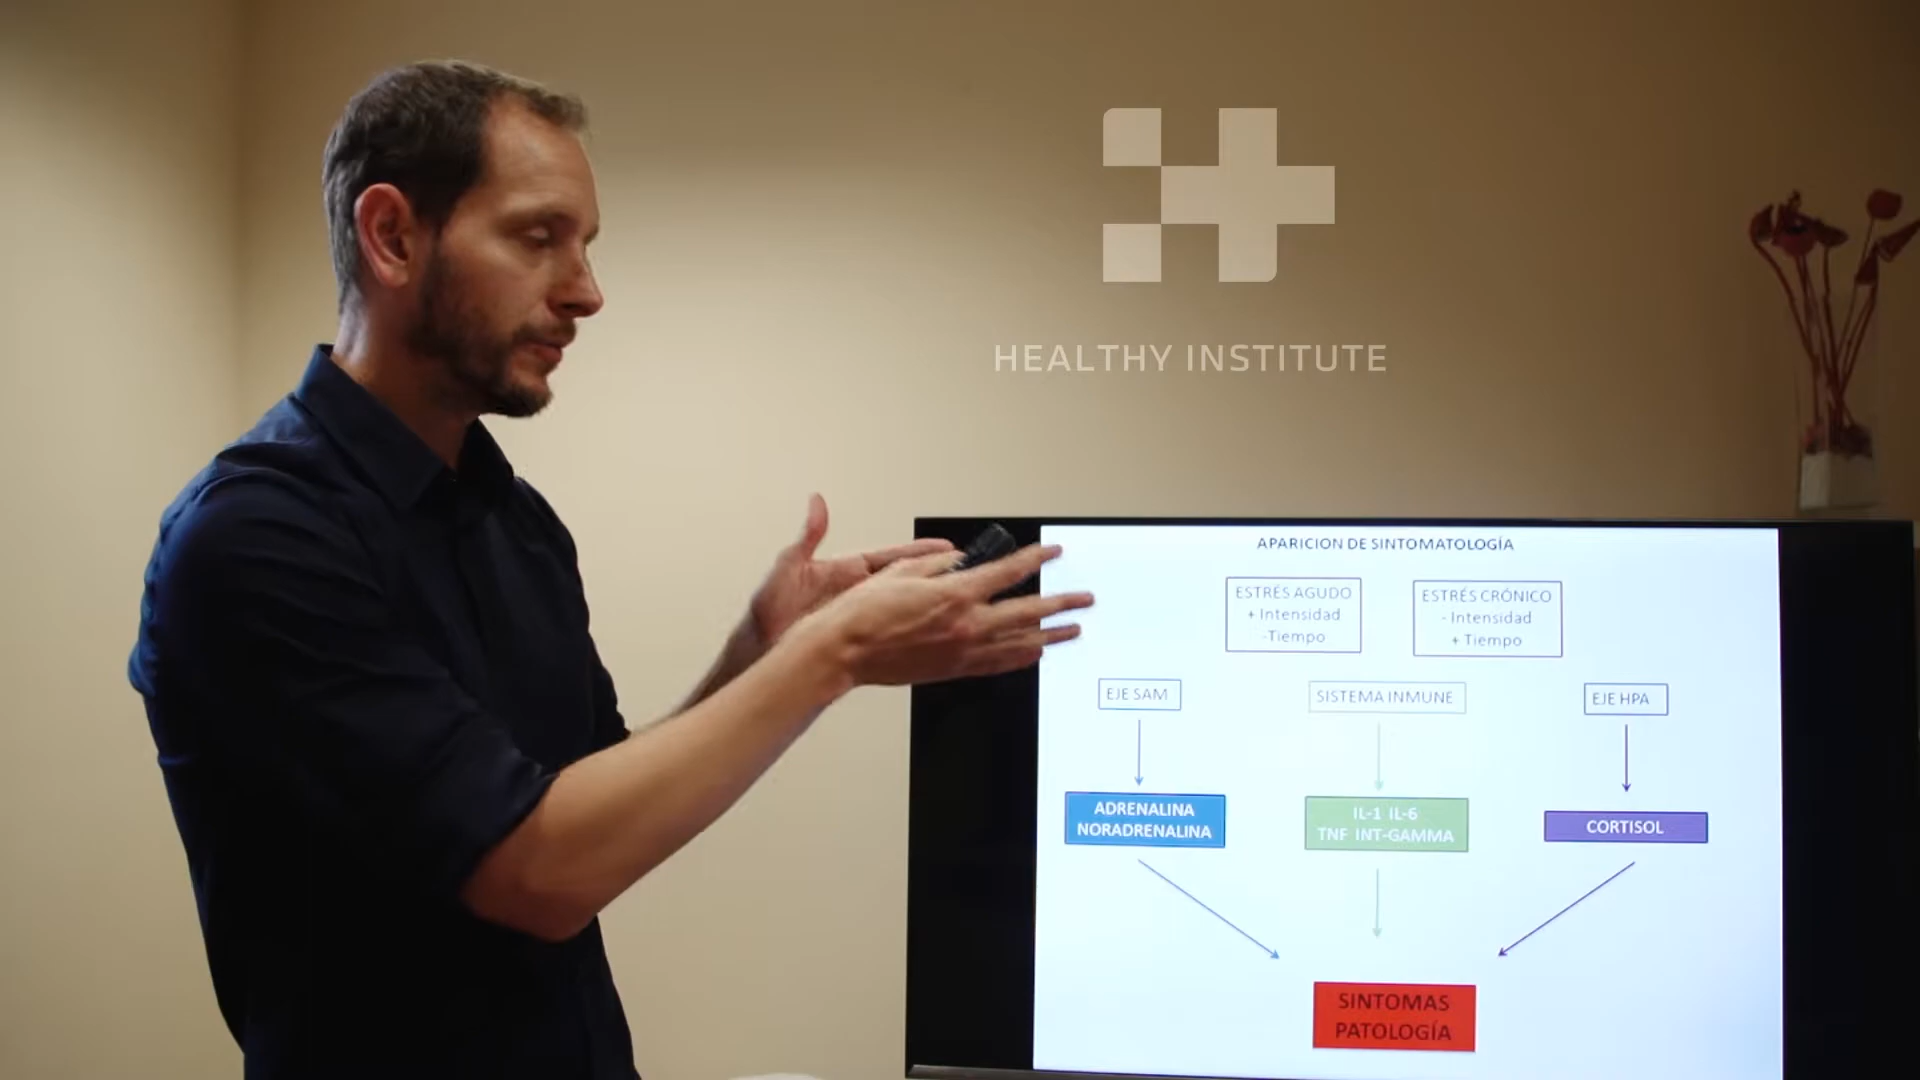 HEALTHY INSTITUTE
APARICION DE SINTOMATOLOGÍA
ESTRÉS AGUDO
+ Intensidad
-Tiempo
ESTRÉS CRÓNICO
- Intensidad
+ Tiempo
EJE SAM
SISTEMA INMUNE
EJE HPA
ADRENALINA
NORADRENALINA
IL-1 IL-6
TNF INT-GAMMA
CORTISOL
SINTOMAS
PATOLOGÍA